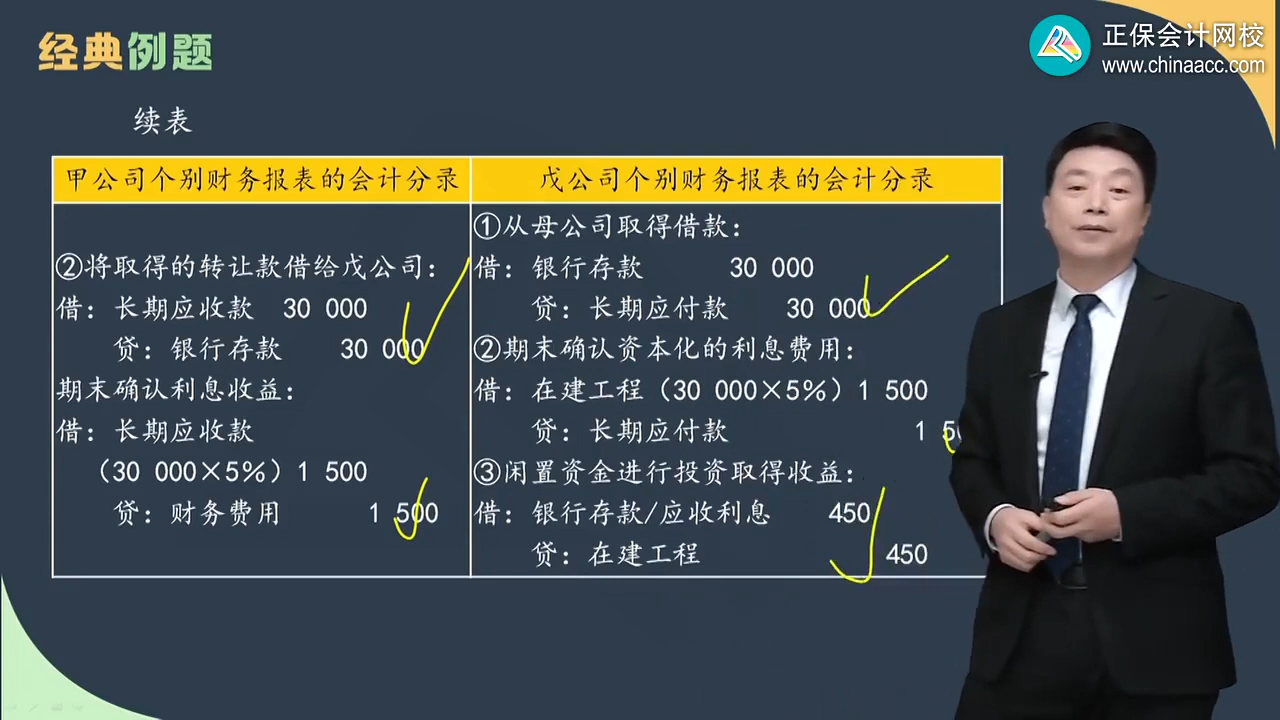 经典例题
正保会计网校
www.chinaacc.com
续表
甲公司个别财务报表的会计分录
戊公司个别财务报表的会计分录
②将取得的转让款借给戊公司：
借：长期应收款 30 000
贷：银行存款 30 000
期末确认利息收益：
借：长期应收款
（30 000×5%）1 500
贷：财务费用 1 500
①从母公司取得借款：
借：银行存款 30 000
贷：长期应付款 30 000
②期末确认资本化的利息费用：
借：在建工程（30 000×5%）1 500
贷：长期应付款 1 50
③闲置资金进行投资取得收益：
借：银行存款/应收利息 450
贷：在建工程 450